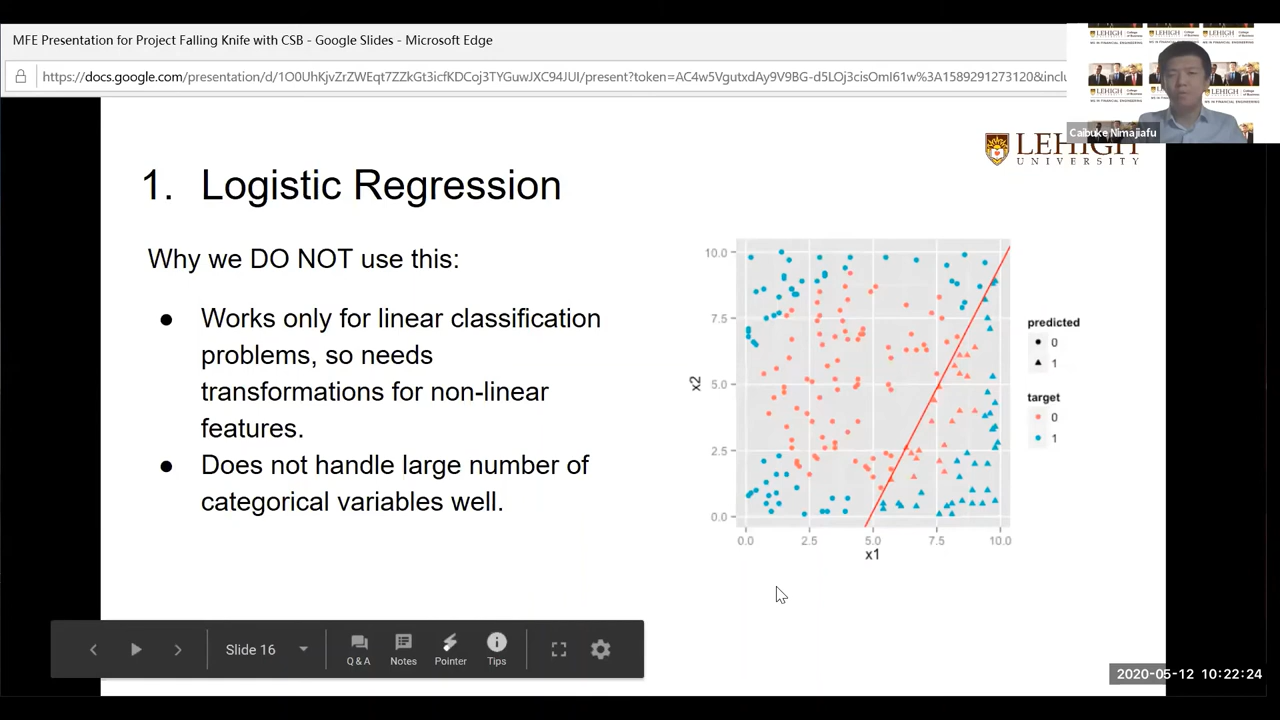 MFE Presentation for Project Falling Knife with CSB - Google Slides - Microsoft Edge
https://docs.google.com/presentation/d/1O0UhKjvZrZWEqt7ZZkGt3icfKDCoj3TYGuwJXC94JUI/present?token=AC4w5VgutxdAy9V9BG-d5Loj3cisOmI61w%3A1589291273120&inclu
Caibuke Nimajiafu
LEHIGH
UNIVERSITY
1. Logistic Regression
Why we DO NOT use this:
● Works only for linear classification
problems, so needs
transformations for non-linear
features.
● Does not handle large number of
categorical variables well.
10.0
7.5
5.0
2.5
0.0
x2
0.0 2.5 5.0 7.5 10.0
x1
predicted
0
1
target
0
1
Slide 16
Q & A Notes Pointer Tips
2020-05-12 10:22:24